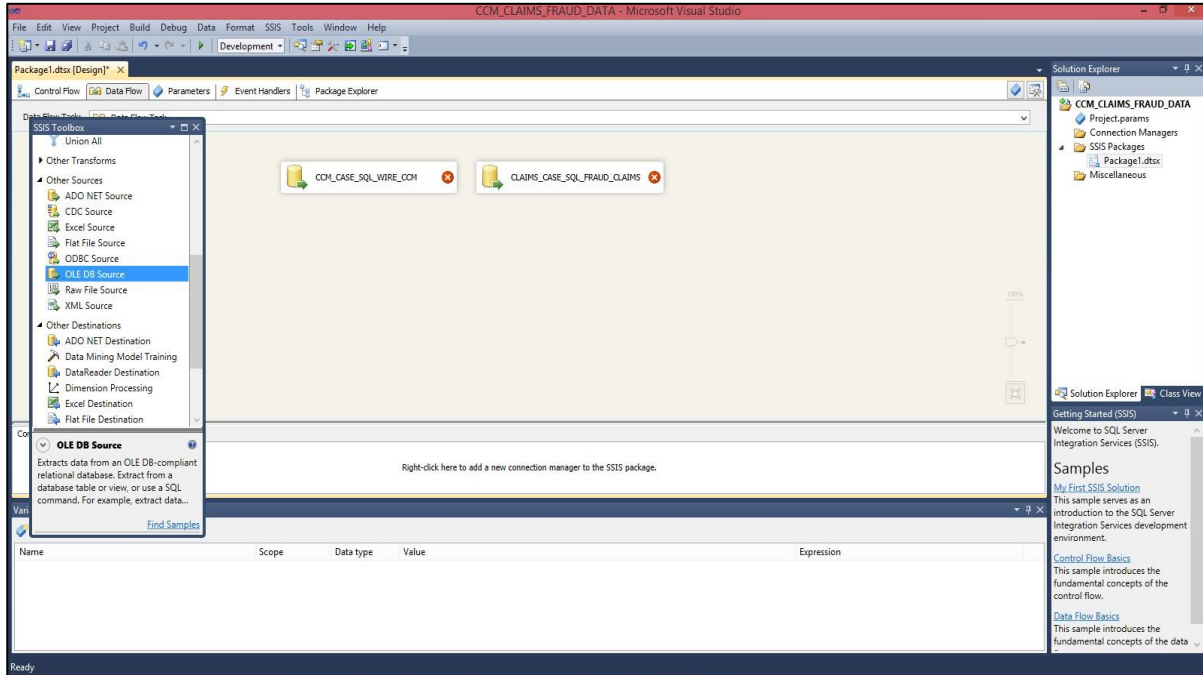 CCM_CLAIMS_FRAUD_DATA - Microsoft Visual Studio
File Edit View Project Build Debug Data Format SSIS Tools Window Help
Development
Package1.dtsx [Design]*
Control Flow Data Flow Parameters Event Handlers Package Explorer
SSIS Toolbox
Union All
Other Transforms
Other Sources
ADO NET Source
CDC Source
Excel Source
Flat File Source
ODBC Source
OLE DB Source
Raw File Source
XML Source
Other Destinations
ADO NET Destination
Data Mining Model Training
DataReader Destination
Dimension Processing
Excel Destination
Flat File Destination
OLE DB Source
Extracts data from an OLE DB-compliant
relational database. Extract from a
database table or view, or use a SQL
command. For example, extract data...
Find Samples
CCM_CASE_SQL_WIRE_CCM
CLAIMS_CASE_SQL_FRAUD_CLAIMS
100%
Right-click here to add a new connection manager to the SSIS package.
Name Scope Data type Value Expression
Solution Explorer
CCM_CLAIMS_FRAUD_DATA
Project.params
Connection Managers
SSIS Packages
Package1.dtsx
Miscellaneous
Solution Explorer Class View
Getting Started (SSIS)
Welcome to SQL Server
Integration Services (SSIS).
Samples
My First SSIS Solution
This sample serves as an
introduction to the SQL Server
Integration Services development
environment.
Control Flow Basics
This sample introduces the
fundamental concepts of the
control flow.
Data Flow Basics
This sample introduces the
fundamental concepts of the data
Ready